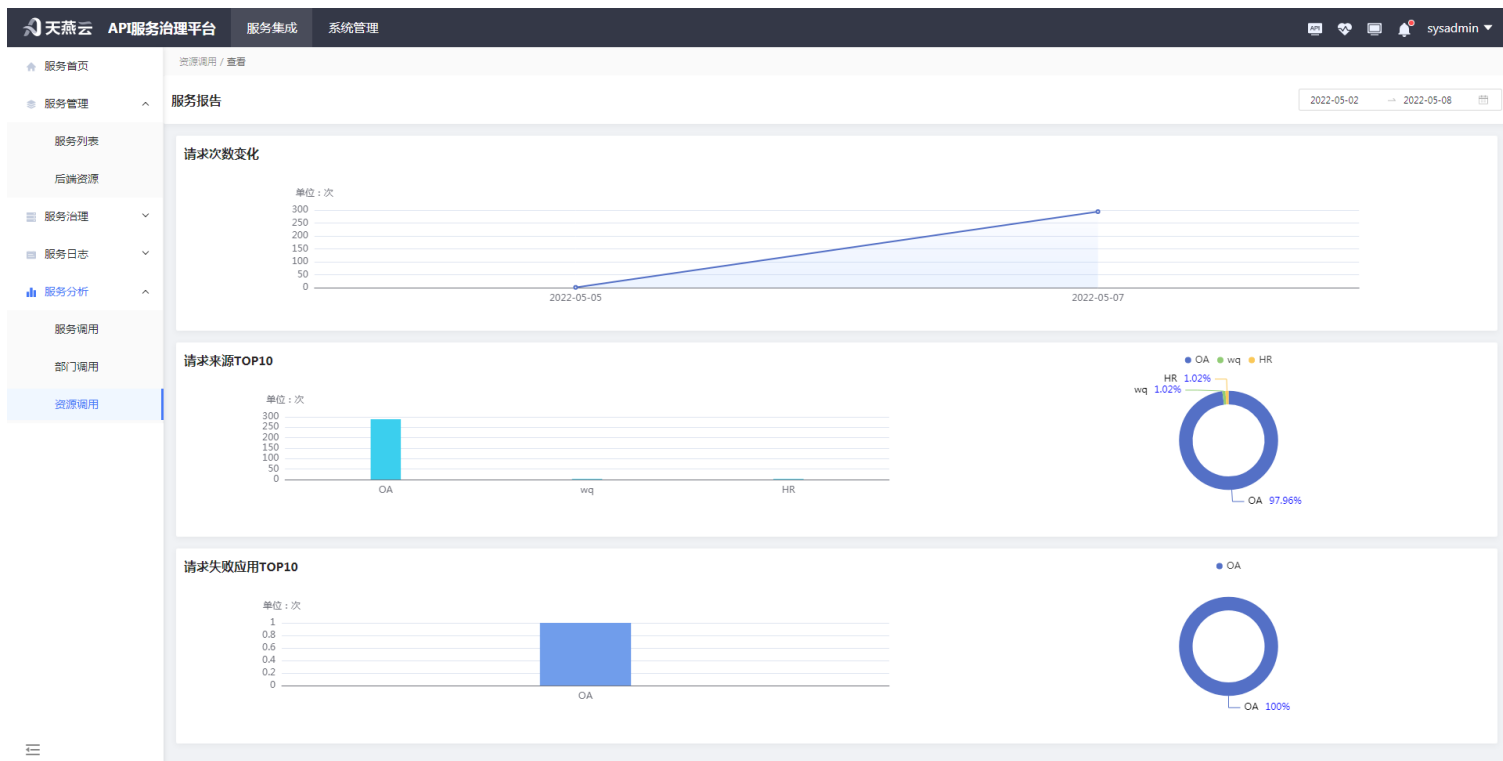 天燕云 API服务治理平台 服务集成 系统管理 API sysadmin
服务首页
服务管理
服务列表
后端资源
服务治理
服务日志
服务分析
服务调用
部门调用
资源调用
资源调用 / 查看
服务报告
2022-05-02 → 2022-05-08
请求次数变化
单位：次
300
250
200
150
100
50
0
2022-05-05 2022-05-07
请求来源TOP10
单位：次
300
250
200
150
100
50
0
OA wq HR
OA wq HR
HR 1.02%
wq 1.02%
OA 97.96%
请求失败应用TOP10
单位：次
1
0.8
0.6
0.4
0.2
0
OA
OA
OA 100%